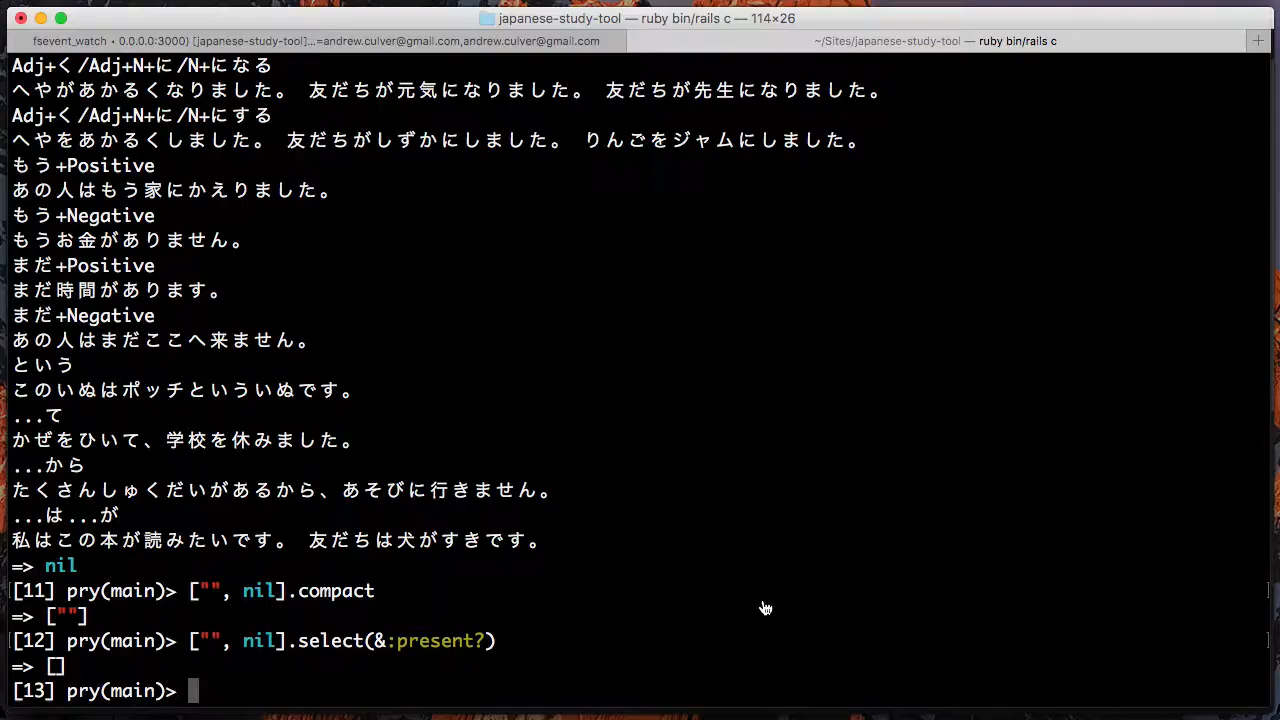 japanese-study-tool — ruby bin/rails c — 114×26
fsevent_watch • 0.0.0.0:3000) [japanese-study-tool]...=andrew.culver@gmail.com,andrew.culver@gmail.com
~/Sites/japanese-study-tool — ruby bin/rails c
Adj+く/Adj+N+に/N+になる
へやがあかるくなりました。 友だちが元気になりました。 友だちが先生になりました。
Adj+く/Adj+N+に/N+にする
へやをあかるくしました。 友だちがしずかにしました。 りんごをジャムにしました。
もう+Positive
あの人はもう家にかえりました。
もう+Negative
もうお金がありません。
まだ+Positive
まだ時間があります。
まだ+Negative
あの人はまだここへ来ません。
という
このいぬはポッチといういぬです。
...て
かぜをひいて、学校を休みました。
...から
たくさんしゅくだいがあるから、あそびに行きません。
...は...が
私はこの本が読みたいです。 友だちは犬がすきです。
=> nil
[11] pry(main)> ["", nil].compact
=> [""]
[12] pry(main)> ["", nil].select(&:present?)
=> []
[13] pry(main)>